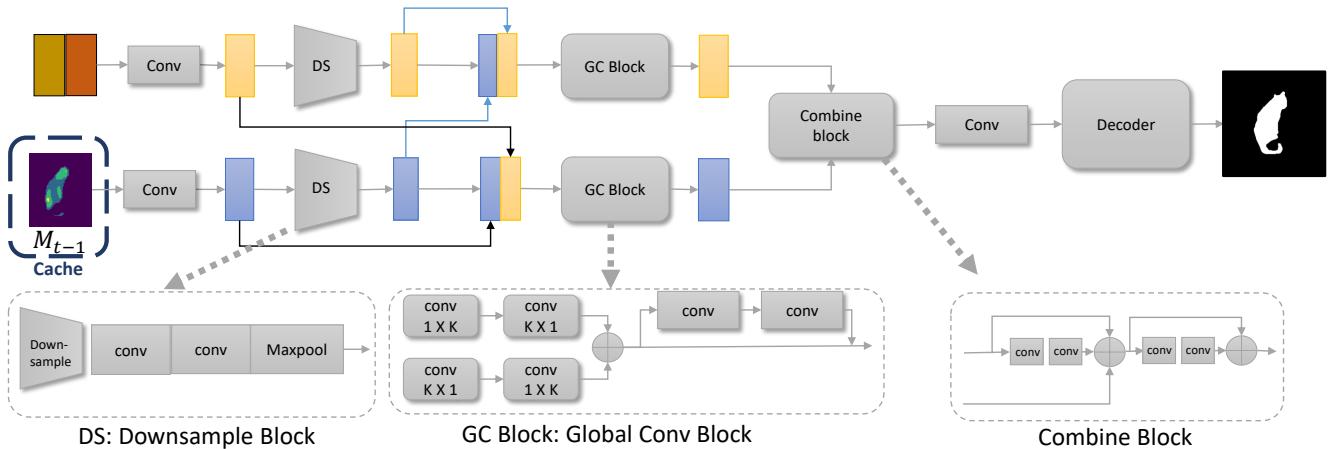 Conv
DS
GC Block
Combine
block
Conv
Decoder
Conv
DS
GC Block
M_{t−1}
Cache
Down-
sample
conv
conv
Maxpool
conv
1 X K
conv
K X 1
conv
K X 1
conv
1 X K
conv
conv
conv
conv
conv
conv
DS: Downsample Block
GC Block: Global Conv Block
Combine Block